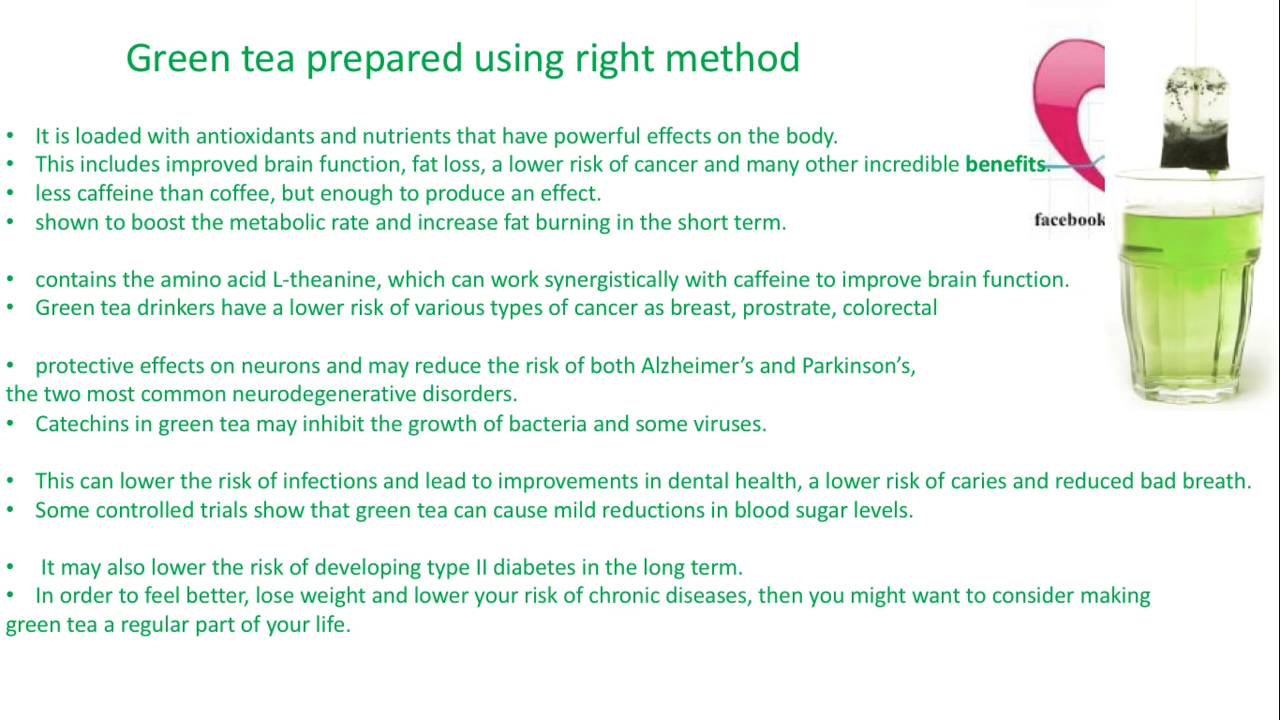 Green tea prepared using right method
• It is loaded with antioxidants and nutrients that have powerful effects on the body.
• This includes improved brain function, fat loss, a lower risk of cancer and many other incredible benefits.
• less caffeine than coffee, but enough to produce an effect.
• shown to boost the metabolic rate and increase fat burning in the short term.
facebook
• contains the amino acid L-theanine, which can work synergistically with caffeine to improve brain function.
• Green tea drinkers have a lower risk of various types of cancer as breast, prostrate, colorectal
• protective effects on neurons and may reduce the risk of both Alzheimer’s and Parkinson’s,
the two most common neurodegenerative disorders.
• Catechins in green tea may inhibit the growth of bacteria and some viruses.
• This can lower the risk of infections and lead to improvements in dental health, a lower risk of caries and reduced bad breath.
• Some controlled trials show that green tea can cause mild reductions in blood sugar levels.
• It may also lower the risk of developing type II diabetes in the long term.
• In order to feel better, lose weight and lower your risk of chronic diseases, then you might want to consider making
green tea a regular part of your life.